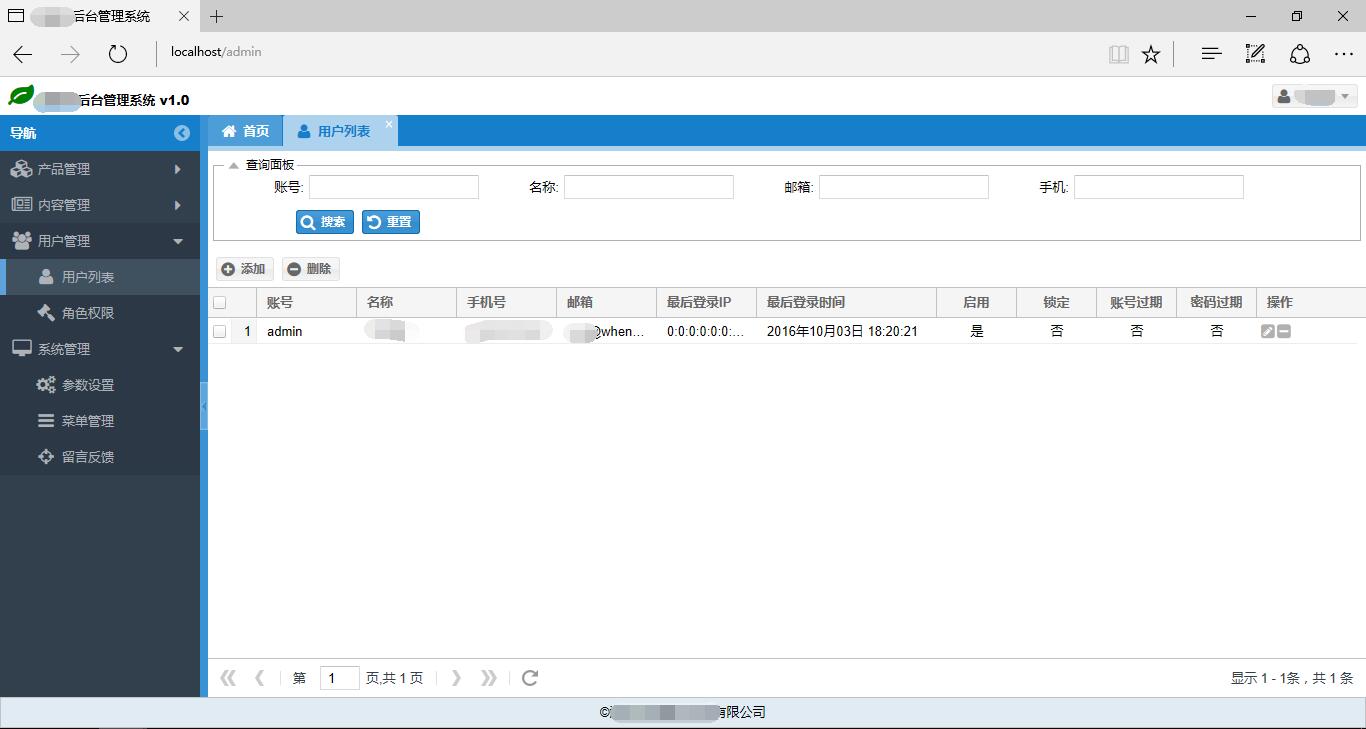 后台管理系统
localhost/admin
后台管理系统 v1.0
导航
首页
用户列表
产品管理
内容管理
用户管理
用户列表
角色权限
系统管理
参数设置
菜单管理
留言反馈
查询面板
账号: 名称: 邮箱: 手机:
搜索 重置
添加 删除
账号 名称 手机号 邮箱 最后登录IP 最后登录时间 启用 锁定 账号过期 密码过期 操作
1 admin @when... 0:0:0:0:0:0:... 2016年10月03日 18:20:21 是 否 否 否
第 1 页,共 1 页
显示 1 - 1条，共 1 条
© 有限公司